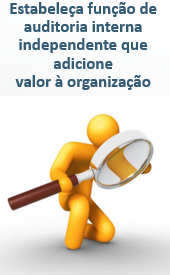 Estabeleça função de
auditoria interna
independente que
adicione
valor à organização